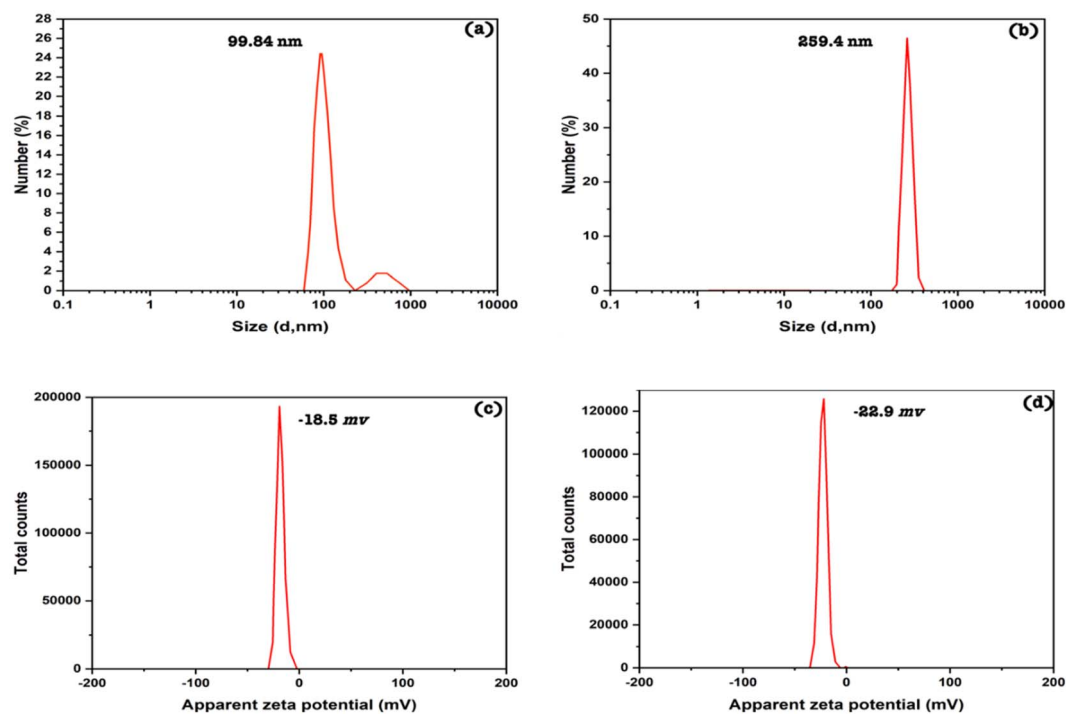 (a)
99.84 nm
28
26
24
22
20
18
16
14
12
10
8
6
4
2
0
Number (%)
0.1 1 10 100 1000 10000
Size (d,nm)
(b)
259.4 nm
50
40
30
20
10
0
Number (%)
0.1 1 10 100 1000 10000
Size (d,nm)
(c)
-18.5 mv
200000
150000
100000
50000
0
Total counts
-200 -100 0 100 200
Apparent zeta potential (mV)
(d)
-22.9 mv
120000
100000
80000
60000
40000
20000
0
Total counts
-200 -100 0 100 200
Apparent zeta potential (mV)